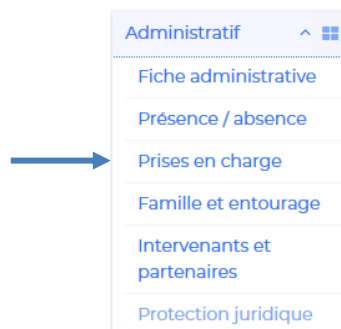 Administratif
Fiche administrative
Présence / absence
Prises en charge
Famille et entourage
Intervenants et
partenaires
Protection juridique